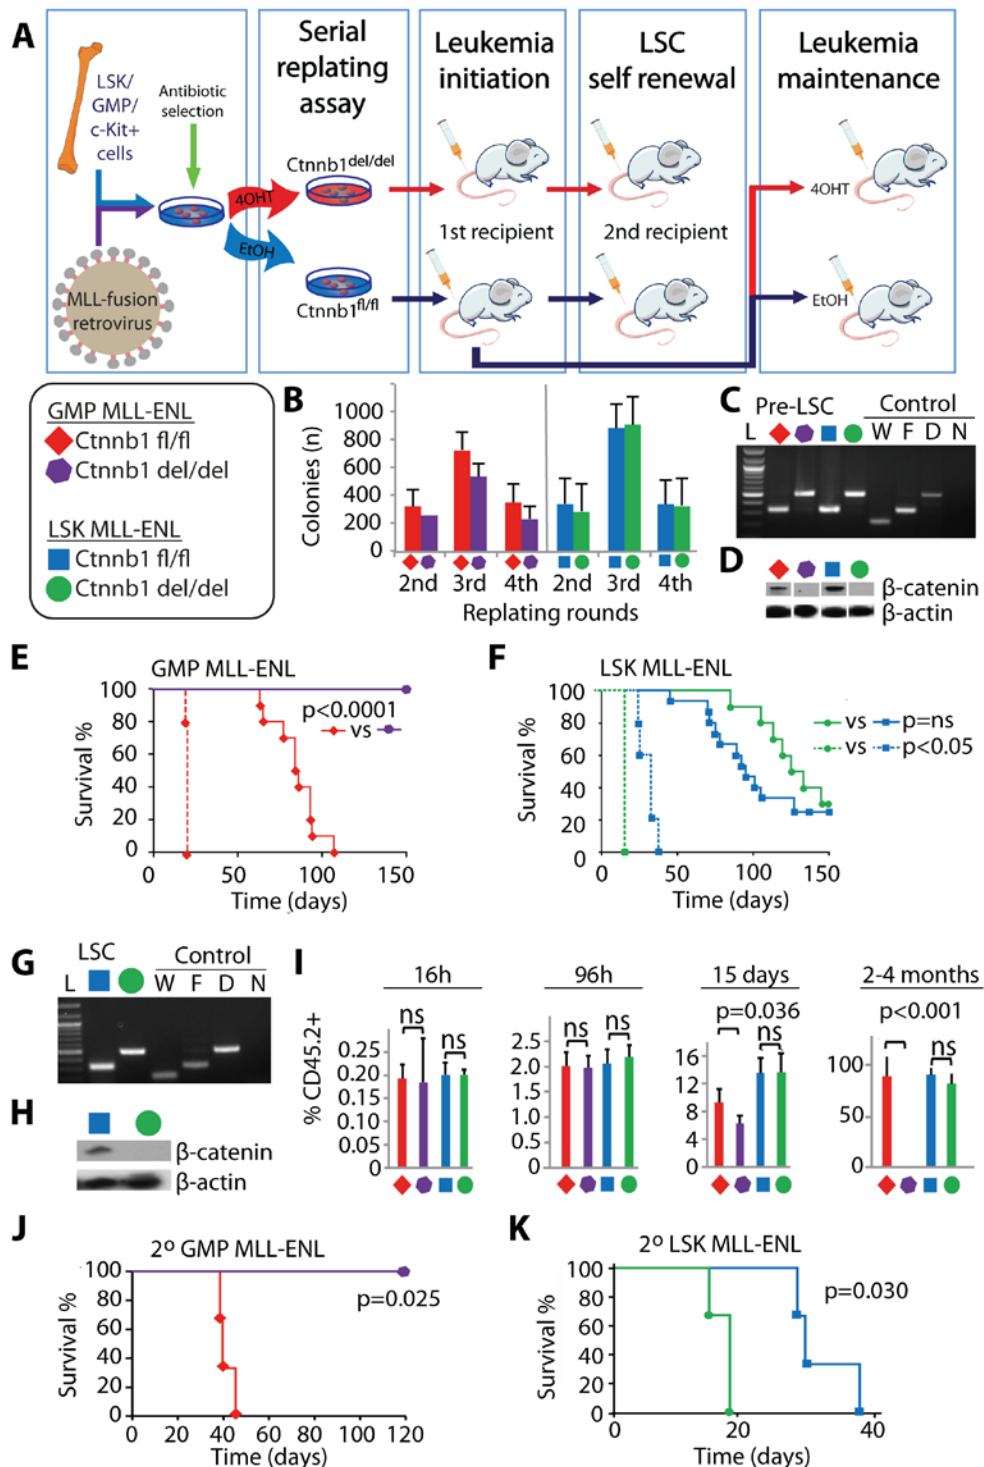 A
LSK/
GMP/
c-Kit+
cells
Antibiotic
selection
MLL-fusion
retrovirus
4OHT
EtOH
Serial
replating
assay
Ctnnb1del/del
Ctnnb1fl/fl
Leukemia
initiation
1st recipient
LSC
self renewal
2nd recipient
Leukemia
maintenance
4OHT
EtOH
GMP MLL-ENL
Ctnnb1 fl/fl
Ctnnb1 del/del
LSK MLL-ENL
Ctnnb1 fl/fl
Ctnnb1 del/del
B
Colonies (n)
1000
800
600
400
200
0
2nd 3rd 4th 2nd 3rd 4th
Replating rounds
C
Pre-LSC Control
L W F D N
D
β-catenin
β-actin
E
GMP MLL-ENL
Survival %
100
80
60
40
20
0
p<0.0001
vs
0 50 100 150
Time (days)
F
LSK MLL-ENL
Survival %
100
80
60
40
20
0
vs p=ns
vs p<0.05
0 50 100 150
Time (days)
G
LSC Control
L W F D N
H
β-catenin
β-actin
I
% CD45.2+
16h
ns ns
0.25
0.20
0.15
0.10
0.05
0
96h
ns ns
2.5
2.0
1.5
1.0
0.5
0
15 days
p=0.036
ns
16
12
8
4
0
2-4 months
p<0.001
ns
100
50
0
J
2º GMP MLL-ENL
Survival %
100
80
60
40
20
0
p=0.025
0 20 40 60 80 100 120
Time (days)
K
2º LSK MLL-ENL
Survival %
100
80
60
40
20
0
p=0.030
0 20 40
Time (days)